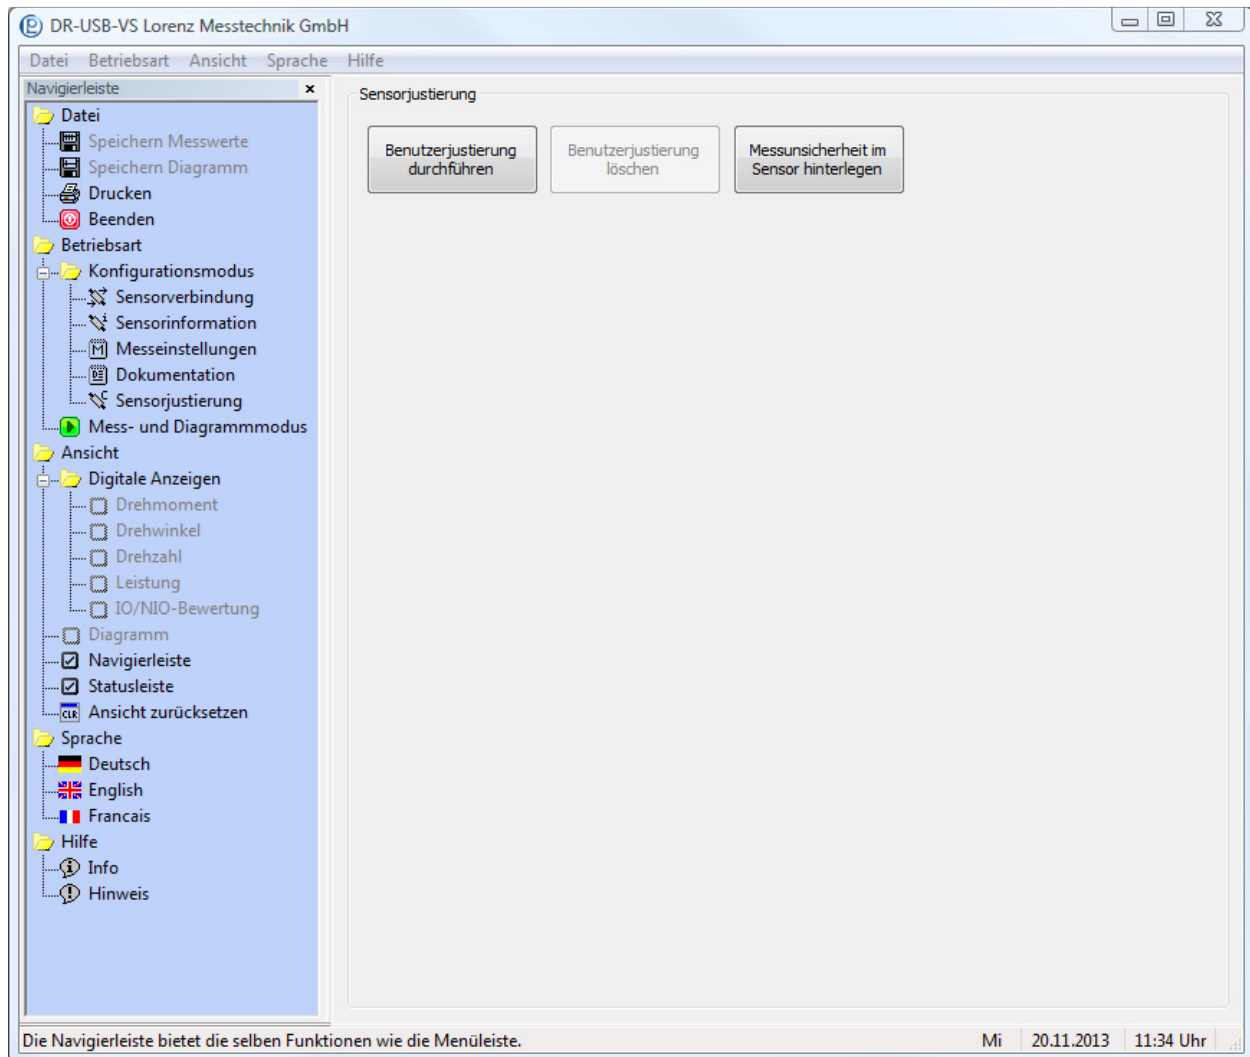 DR-USB-VS Lorenz Messtechnik GmbH
Datei Betriebsart Ansicht Sprache Hilfe
Navigierleiste
Datei
Speichern Messwerte
Speichern Diagramm
Drucken
Beenden
Betriebsart
Konfigurationsmodus
Sensorverbindung
Sensorinformation
Messeinstellungen
Dokumentation
Sensorjustierung
Mess- und Diagrammmodus
Ansicht
Digitale Anzeigen
Drehmoment
Drehwinkel
Drehzahl
Leistung
IO/NIO-Bewertung
Diagramm
Navigierleiste
Statusleiste
CLR Ansicht zurücksetzen
Sprache
Deutsch
English
Francais
Hilfe
Info
Hinweis
Sensorjustierung
Benutzerjustierung
durchführen
Benutzerjustierung
löschen
Messunsicherheit im
Sensor hinterlegen
Die Navigierleiste bietet die selben Funktionen wie die Menüleiste.
Mi 20.11.2013 11:34 Uhr